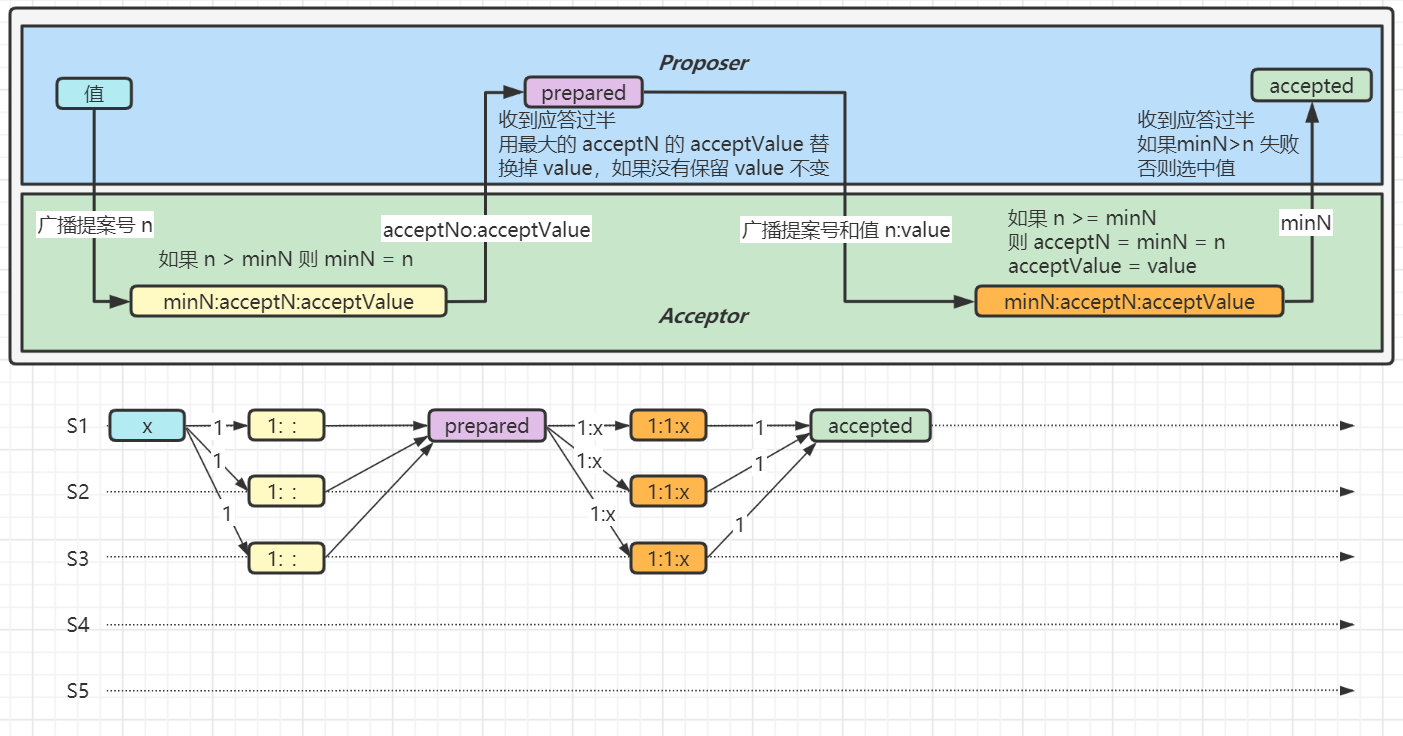 Proposer
值
prepared
accepted
收到应答过半
用最大的 acceptN 的 acceptValue 替
换掉 value，如果没有保留 value 不变
收到应答过半
如果minN>n 失败
否则选中值
广播提案号 n
acceptNo:acceptValue
广播提案号和值 n:value
minN
如果 n > minN 则 minN = n
如果 n >= minN
则 acceptN = minN = n
acceptValue = value
minN:acceptN:acceptValue
minN:acceptN:acceptValue
Acceptor
S1
x
1
1: :
prepared
1:x
1:1:x
1
accepted
S2
1
1: :
1:x
1:1:x
1
S3
1
1: :
1:x
1:1:x
1
S4
S5